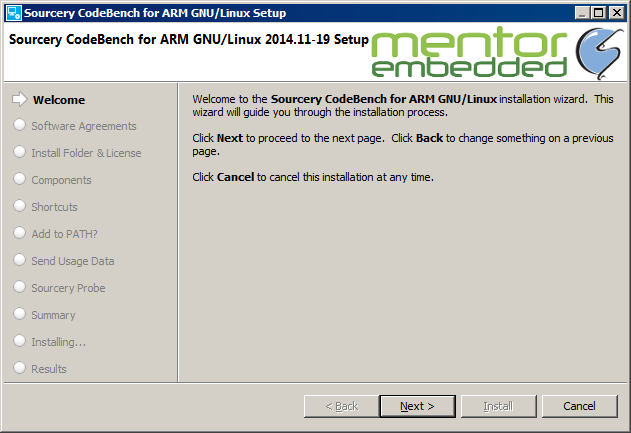 Sourcery CodeBench for ARM GNU/Linux Setup
Sourcery CodeBench for ARM GNU/Linux 2014.11-19 Setup
mentor
embedded
Welcome
Software Agreements
Install Folder & License
Components
Shortcuts
Add to PATH?
Send Usage Data
Sourcery Probe
Summary
Installing...
Results
Welcome to the Sourcery CodeBench for ARM GNU/Linux installation wizard. This
wizard will guide you through the installation process.
Click Next to proceed to the next page. Click Back to change something on a previous
page.
Click Cancel to cancel this installation at any time.
< Back
Next >
Install
Cancel